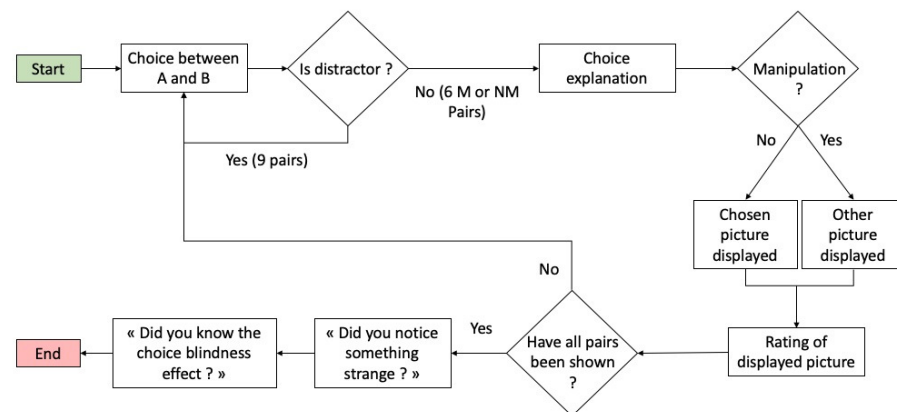 Start
Choice between
A and B
Is distractor ?
No (6 M or NM
Pairs)
Choice
explanation
Manipulation
?
Yes (9 pairs)
No
Yes
Chosen
picture
displayed
Other
picture
displayed
No
Yes
Have all pairs
been shown
?
Rating of
displayed picture
« Did you notice
something
strange ? »
« Did you know the
choice blindness
effect ? »
End